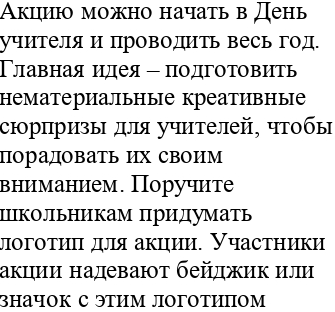 Акцию можно начать в День
учителя и проводить весь год.
Главная идея – подготовить
нематериальные креативные
сюрпризы для учителей, чтобы
порадовать их своим
вниманием. Поручите
школьникам придумать
логотип для акции. Участники
акции надевают бейджик или
значок с этим логотипом